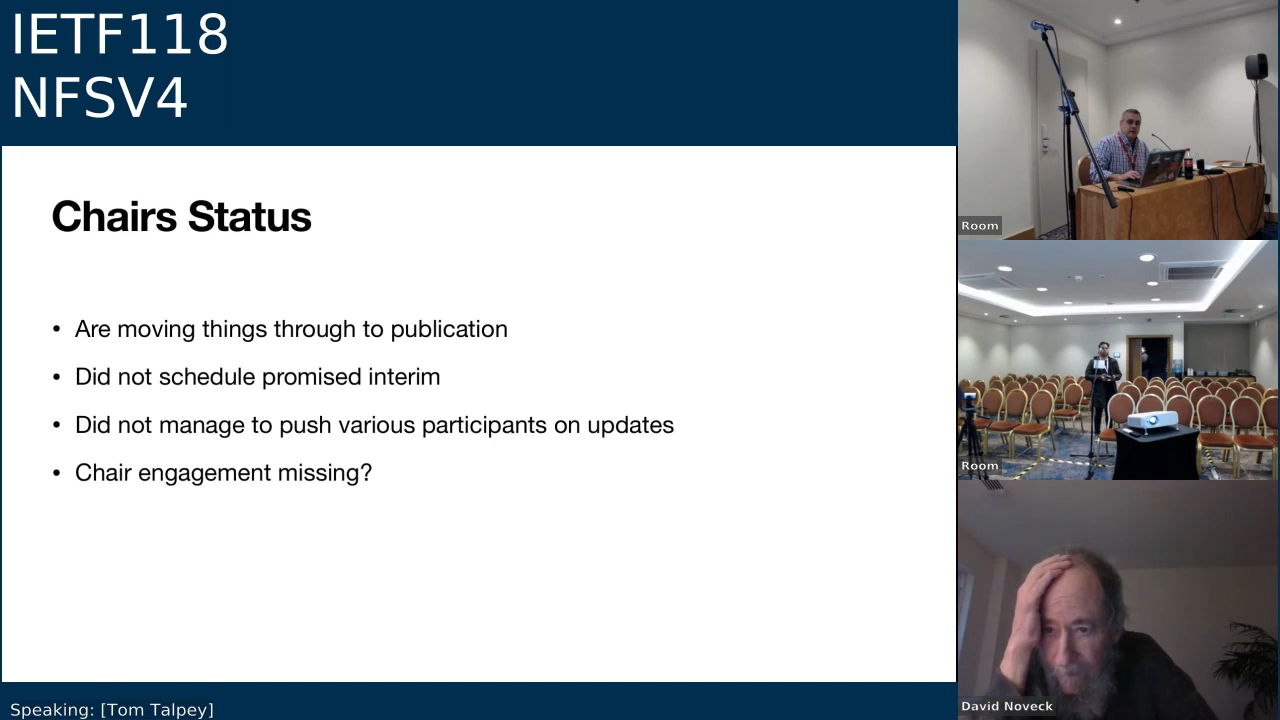 IETF118
NFSV4
Chairs Status
• Are moving things through to publication
• Did not schedule promised interim
• Did not manage to push various participants on updates
• Chair engagement missing?
Speaking: [Tom Talpey]
Room
Room
David Noveck